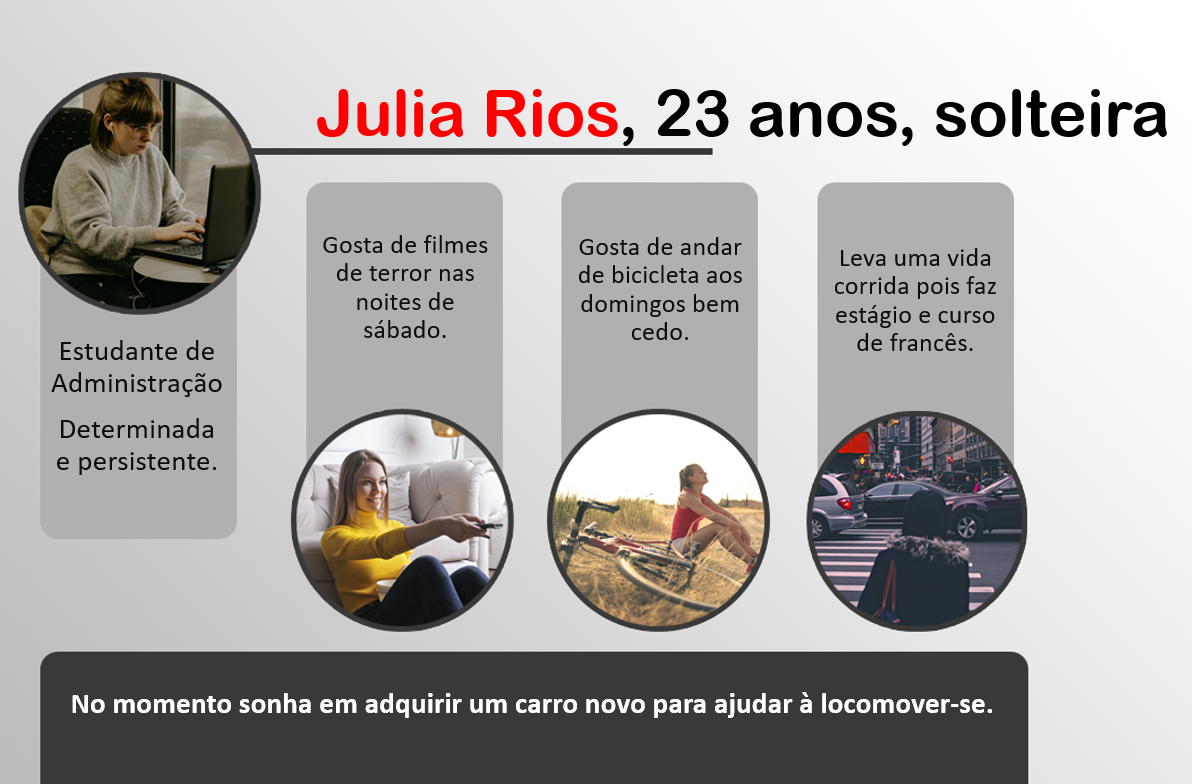 Julia Rios, 23 anos, solteira
Estudante de
Administração
Determinada
e persistente.
Gosta de filmes
de terror nas
noites de
sábado.
Gosta de andar
de bicicleta aos
domingos bem
cedo.
Leva uma vida
corrida pois faz
estágio e curso
de francês.
No momento sonha em adquirir um carro novo para ajudar à locomover-se.